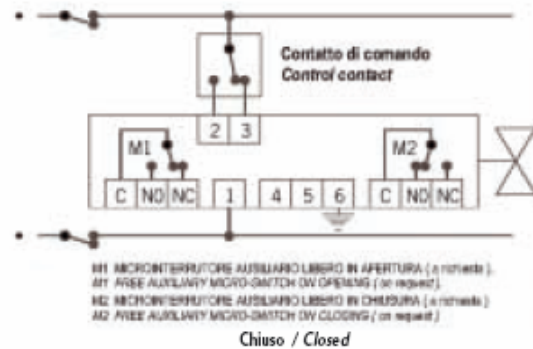 Contatto di comando
Control contact
2 3
M1 M2
C NO NC 1 4 5 6 C NO NC
M1 MICROINTERRUTORE AUSILIARIO LIBERO IN APERTURA ( a richiesta ).
M1 FREE AUXILIARY MICRO-SWITCH ON OPENING ( on request ).
M2 MICROINTERRUTORE AUSILIARIO LIBERO IN CHIUSURA ( a richiesta )
M2 FREE AUXILIARY MICRO-SWITCH ON CLOSING ( on request )
Chiuso / Closed